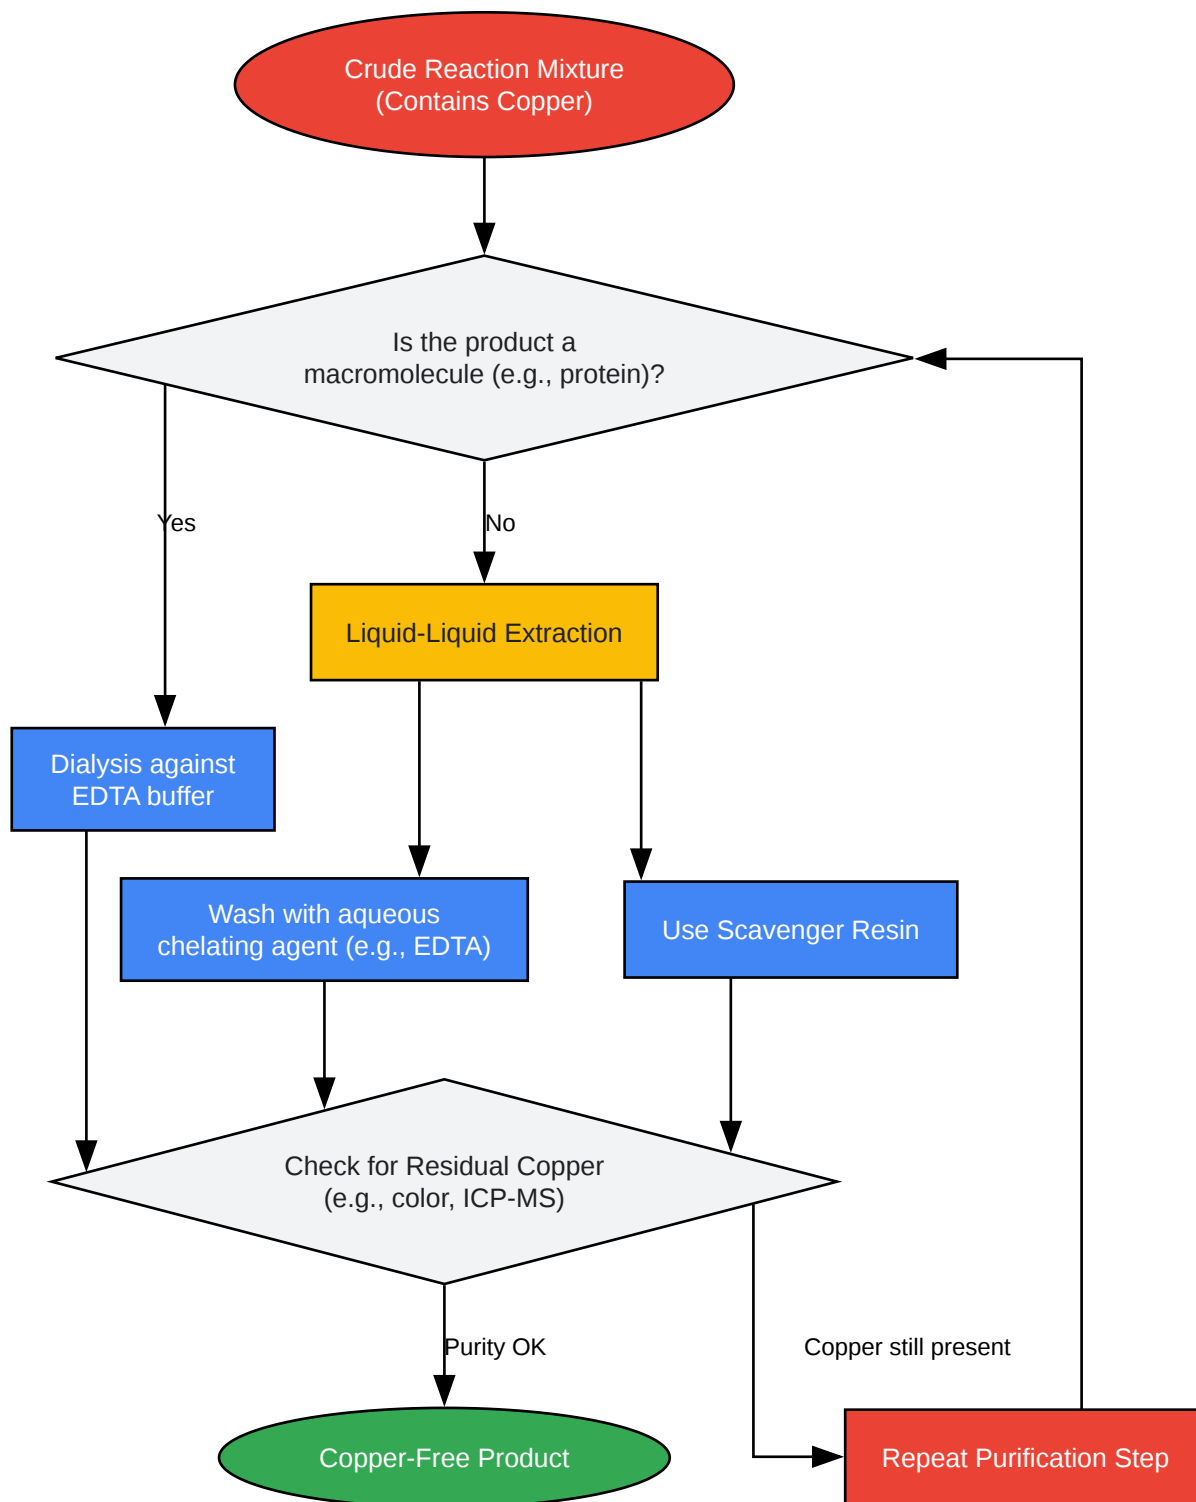 Crude Reaction Mixture
(Contains Copper)
Is the product a
macromolecule (e.g., protein)?
Yes
No
Liquid-Liquid Extraction
Dialysis against
EDTA buffer
Wash with aqueous
chelating agent (e.g., EDTA)
Use Scavenger Resin
Check for Residual Copper
(e.g., color, ICP-MS)
Purity OK
Copper still present
Copper-Free Product
Repeat Purification Step